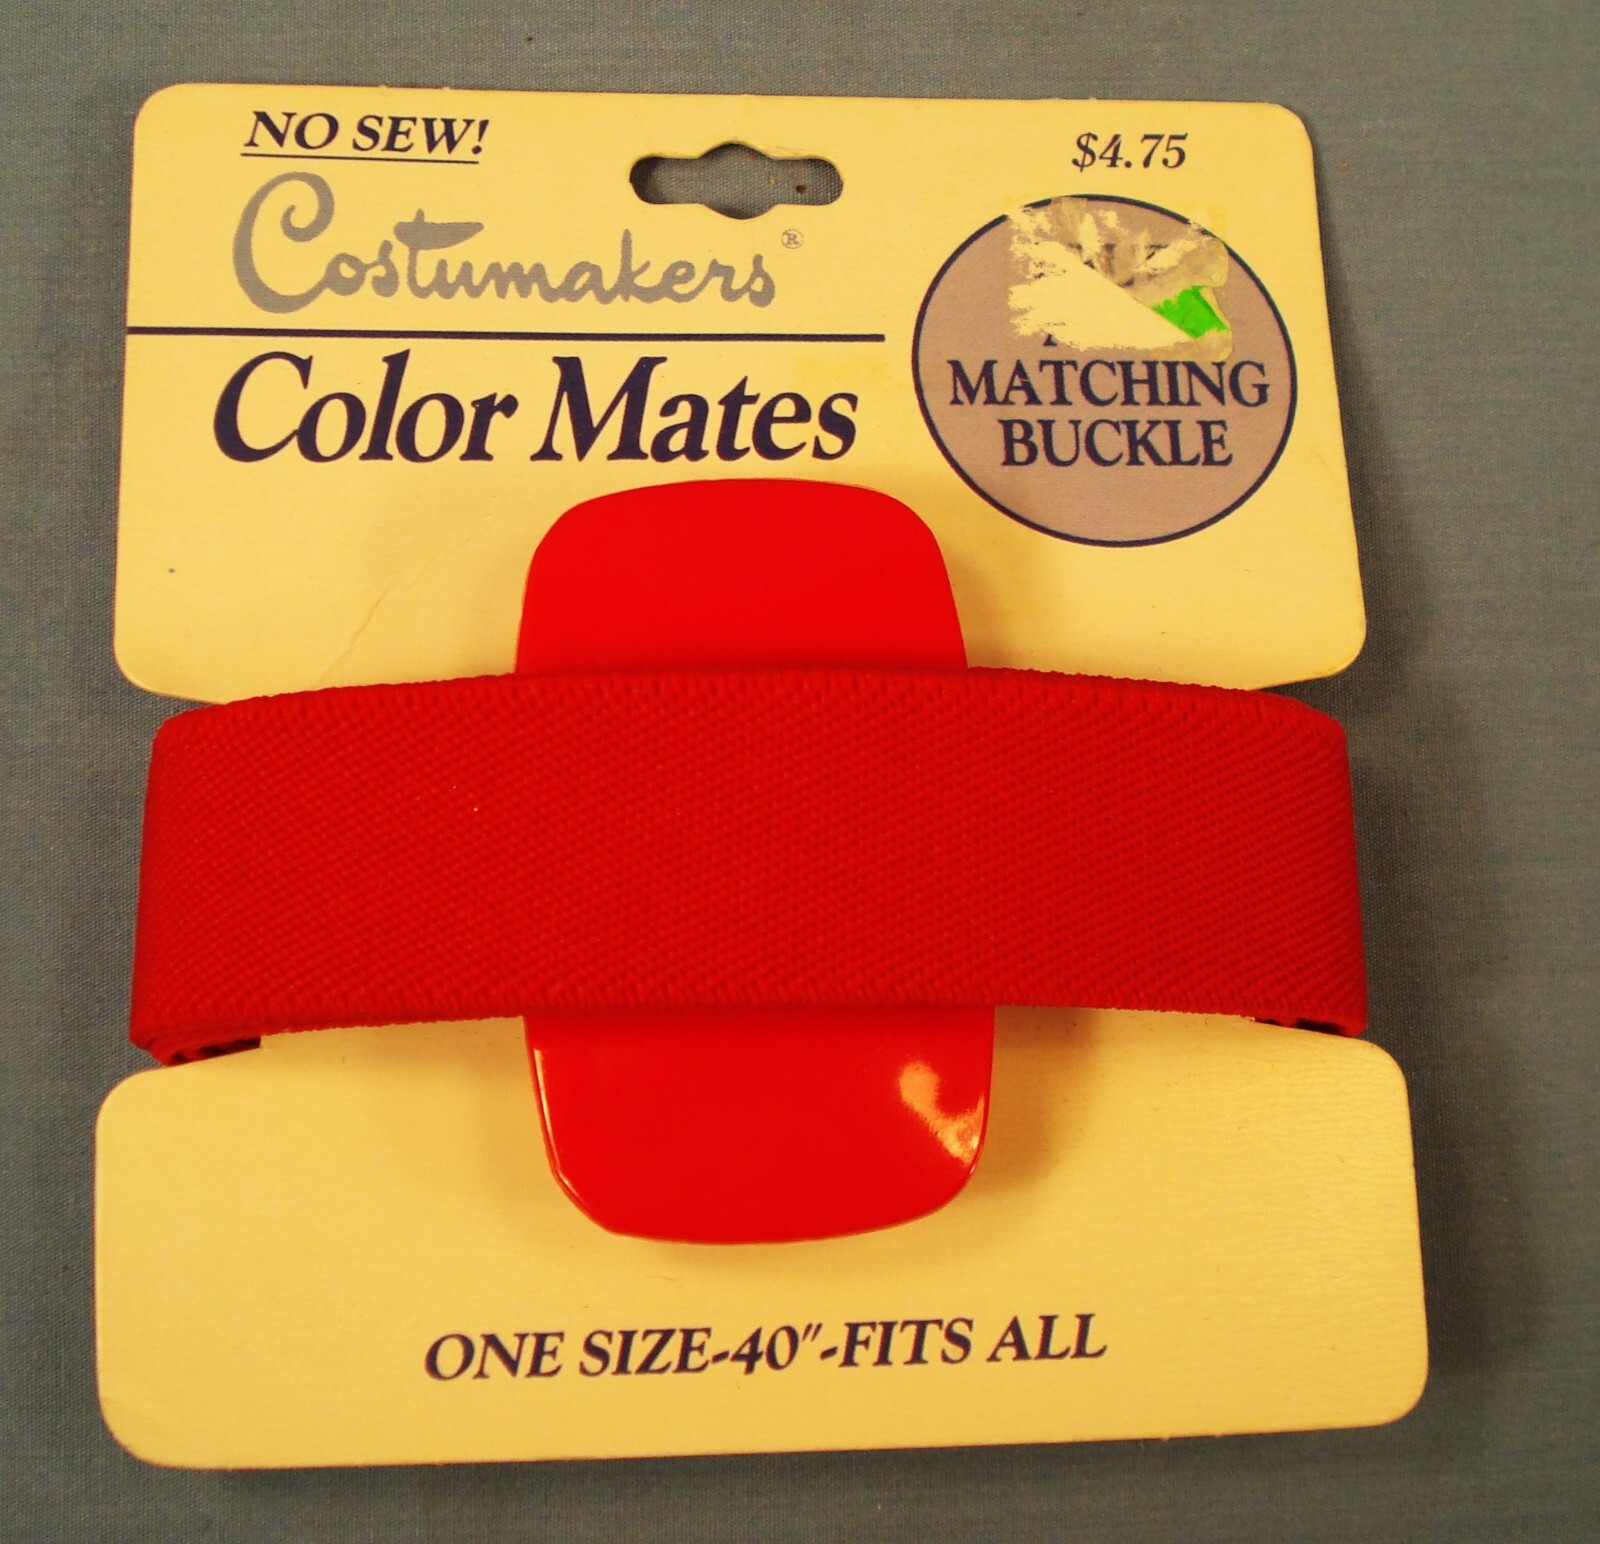 NO SEW!
$4.75
Costumakers®
Color Mates
MATCHING
BUCKLE
ONE SIZE-40"-FITS ALL